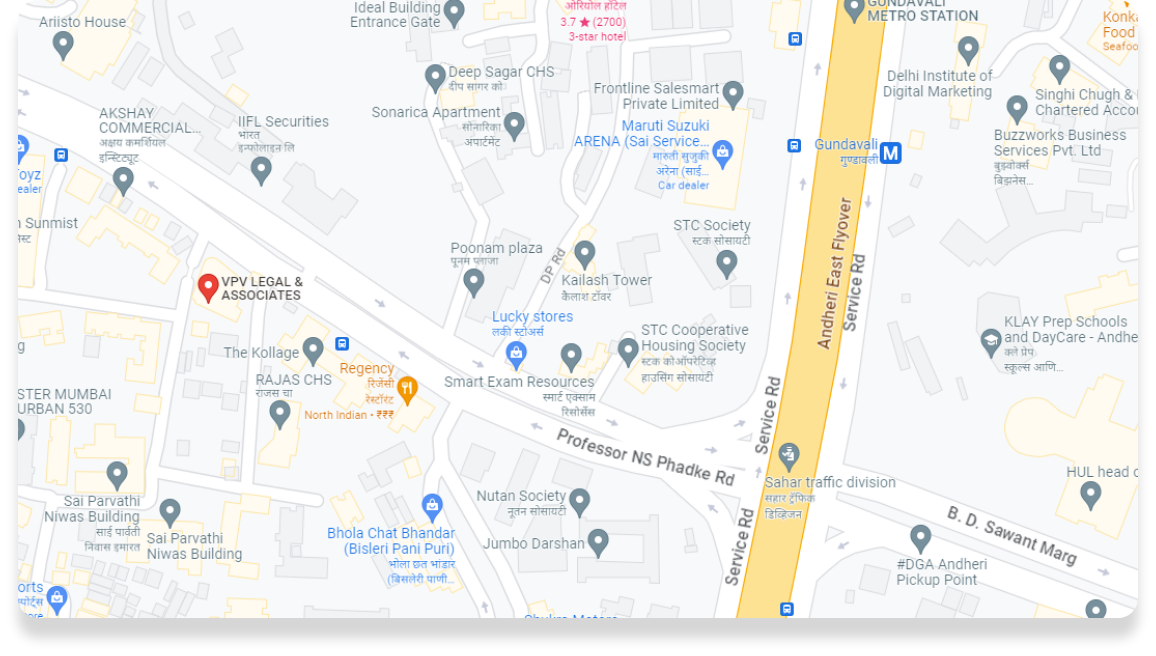 Ariisto House
Ideal Building
Entrance Gate
ओरियोल हॉटेल
3.7 ★ (2700)
3-star hotel
GUNDAVALI
METRO STATION
Food
Deep Sagar CHS
दीप सागर को
Sonarica Apartment
सोनारिका
अपार्टमेंट
Frontline Salesmart
Private Limited
Maruti Suzuki
ARENA (Sai Service...
मारुती सुजुकी
अरेना (साई...
Car dealer
Delhi Institute of
Digital Marketing
Singhi Chugh &
Chartered
Buzzworks Business
Services Pvt. Ltd
बुझवोर्क्स
बिझनेस...
AKSHAY
COMMERCIAL...
अक्षय कमर्शियल
इन्स्टिट्यूट
IIFL Securities
भारत
इन्फोलाइन लि
Gundavali
गुण्डावली
M
Sunmist
STC Society
स्टक सोसायटी
Poonam plaza
पूनम प्लाजा
DP Rd
Kailash Tower
कैलाश टॉवर
Andheri East Flyover
Service Rd
VPV LEGAL &
ASSOCIATES
Lucky stores
लकी स्टोअर्स
STC Cooperative
Housing Society
स्टक कोऑपरेटिव्ह
हाउसिंग सोसायटी
KLAY Prep Schools
and DayCare - Andhe
क्ले प्रेप
स्कूल्स आणि...
The Kollage
RAJAS CHS
राजस चा
Regency
रिजेंसी
रेस्टॉरंट
North Indian • ₹₹₹
Smart Exam Resources
स्मार्ट एक्साम
रिसोर्सेस
STER MUMBAI
URBAN 530
Service Rd
Professor NS Phadke Rd
Sahar traffic division
सहार ट्रॅफिक
डिव्हिजन
HUL head
Sai Parvathi
Niwas Building
साई पार्वती
निवास इमारत
Sai Parvathi
Niwas Building
Nutan Society
नूतन सोसायटी
Jumbo Darshan
Bhola Chat Bhandar
(Bisleri Pani Puri)
भोला छत भांडार
(बिसलेरी पाणी...
Service Rd
B. D. Sawant Marg
#DGA Andheri
Pickup Point